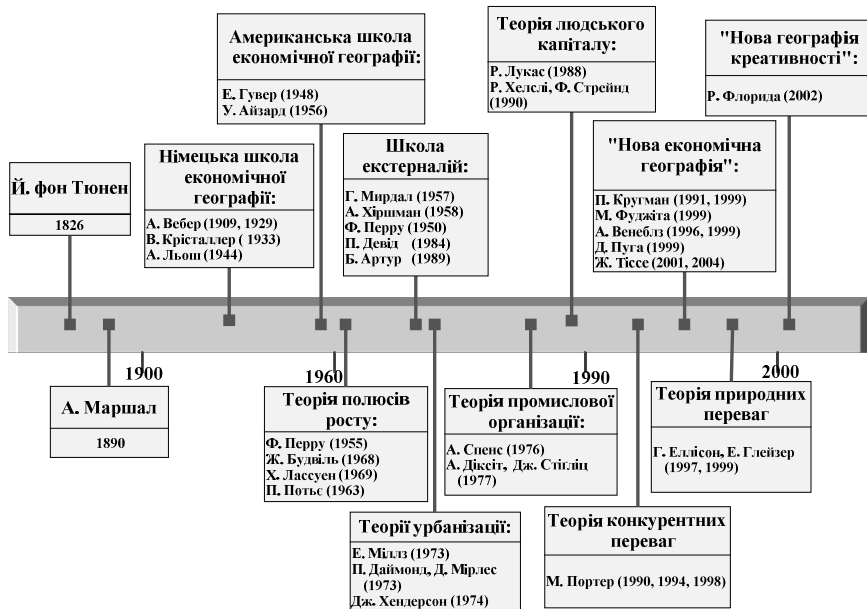 Й. фон Тюнен
1826
Німецька школа
економічної
географії:
А. Вебер (1909, 1929)
В. Крісталлер ( 1933)
А. Льош (1944)
Американська школа
економічної географії:
Е. Гувер (1948)
У. Айзард (1956)
Школа
екстерналій:
Г. Мирдал (1957)
А. Хіршман (1958)
Ф. Перру (1950)
П. Девід (1984)
Б. Артур (1989)
Теорія людського
капіталу:
Р. Лукас (1988)
Р. Хелслі, Ф. Стрейнд
(1990)
"Нова економічна
географія":
П. Кругман (1991, 1999)
М. Фуджіта (1999)
А. Венеблз (1996, 1999)
Д. Пуга (1999)
Ж. Тіссе (2001, 2004)
"Нова географія
креативності":
Р. Флорида (2002)
1900
1960
1990
2000
А. Маршал
1890
Теорія полюсів
росту:
Ф. Перру (1955)
Ж. Будвіль (1968)
Х. Лассуен (1969)
П. Потьє (1963)
Теорії урбанізації:
Е. Міллз (1973)
П. Даймонд, Д. Мірлес
(1973)
Дж. Хендерсон (1974)
Теорія промислової
організації:
А. Спенс (1976)
А. Діксіт, Дж. Стігліц
(1977)
Теорія конкурентних
переваг
М. Портер (1990, 1994, 1998)
Теорія природних
переваг
Г. Еллісон, Е. Глейзер
(1997, 1999)